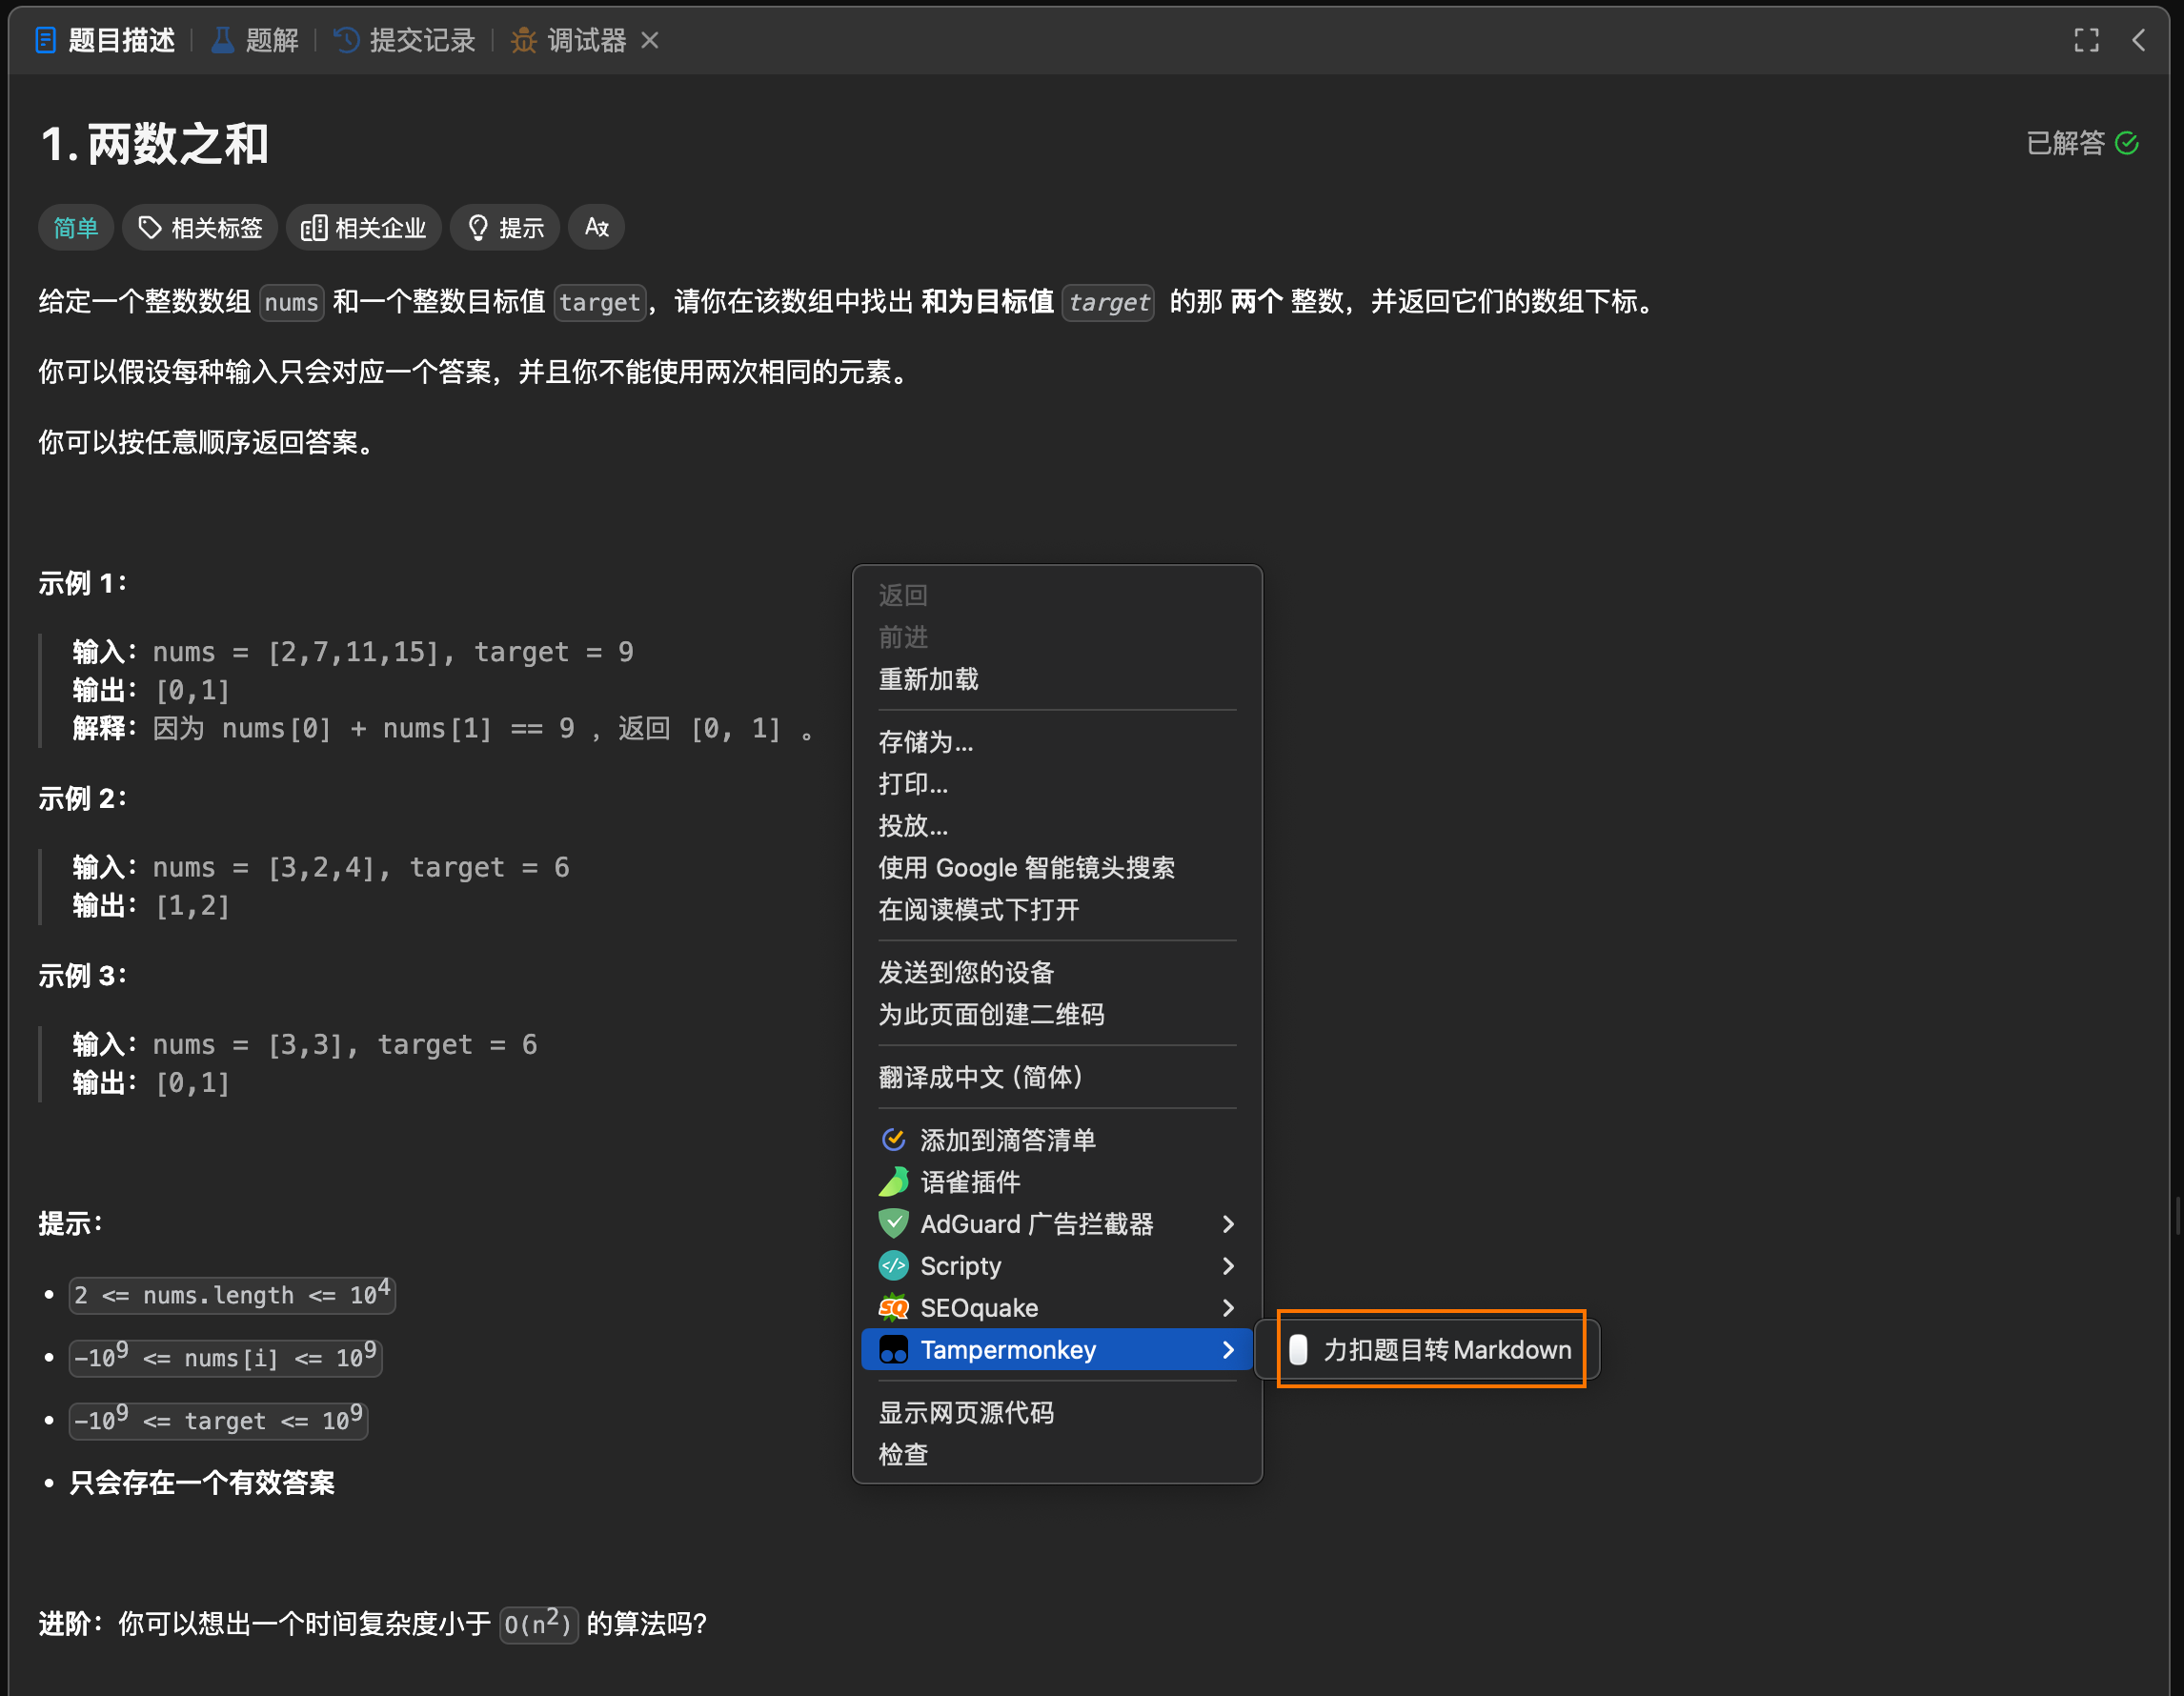 题目描述 题解 提交记录 调试器
1. 两数之和
已解答
简单 相关标签 相关企业 提示
给定一个整数数组 nums 和一个整数目标值 target，请你在该数组中找出 和为目标值 target 的那 两个 整数，并返回它们的数组下标。
你可以假设每种输入只会对应一个答案，并且你不能使用两次相同的元素。
你可以按任意顺序返回答案。
示例 1：
输入：nums = [2,7,11,15], target = 9
输出：[0,1]
解释：因为 nums[0] + nums[1] == 9 ，返回 [0, 1] 。
示例 2：
输入：nums = [3,2,4], target = 6
输出：[1,2]
示例 3：
输入：nums = [3,3], target = 6
输出：[0,1]
提示：
2 <= nums.length <= 10⁴
-10⁹ <= nums[i] <= 10⁹
-10⁹ <= target <= 10⁹
只会存在一个有效答案
进阶：你可以想出一个时间复杂度小于 O(n²) 的算法吗？
返回
前进
重新加载
存储为...
打印...
投放...
使用 Google 智能镜头搜索
在阅读模式下打开
发送到您的设备
为此页面创建二维码
翻译成中文 (简体)
添加到滴答清单
语雀插件
AdGuard 广告拦截器
Scripty
SEOquake
Tampermonkey
力扣题目转 Markdown
显示网页源代码
检查